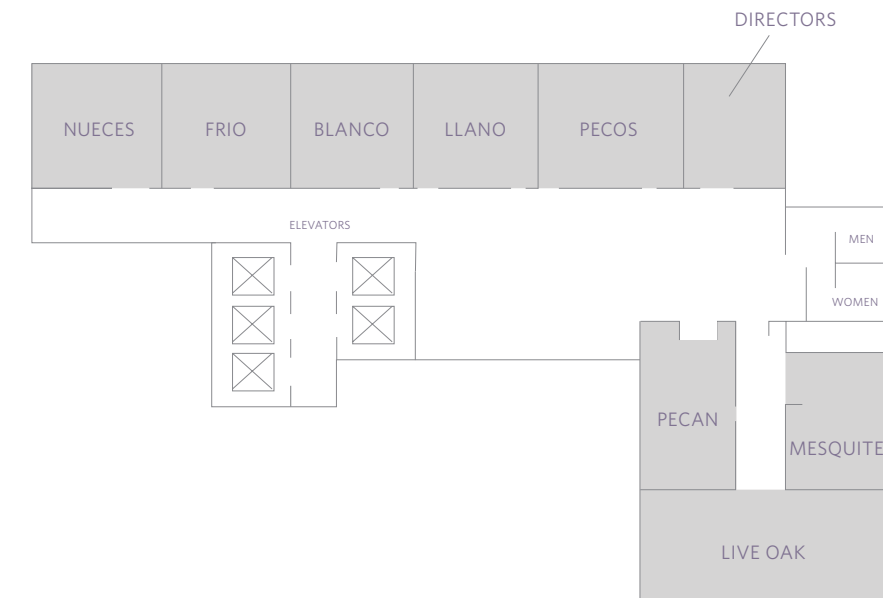 DIRECTORS
NUECES
FRIO
BLANCO
LLANO
PECOS
ELEVATORS
MEN
WOMEN
PECAN
MESQUITE
LIVE OAK